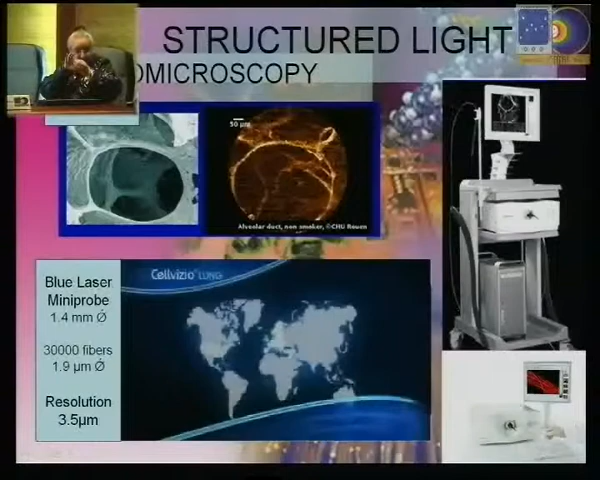 STRUCTURED LIGHT
OMICROSCOPY
50 µm
Alveolar duct, non smoker, ©CHU Rouen
Cellvizio LUNG
Blue Laser
Miniprobe
1.4 mm Ǿ
30000 fibers
1.9 µm Ǿ
Resolution
3.5µm